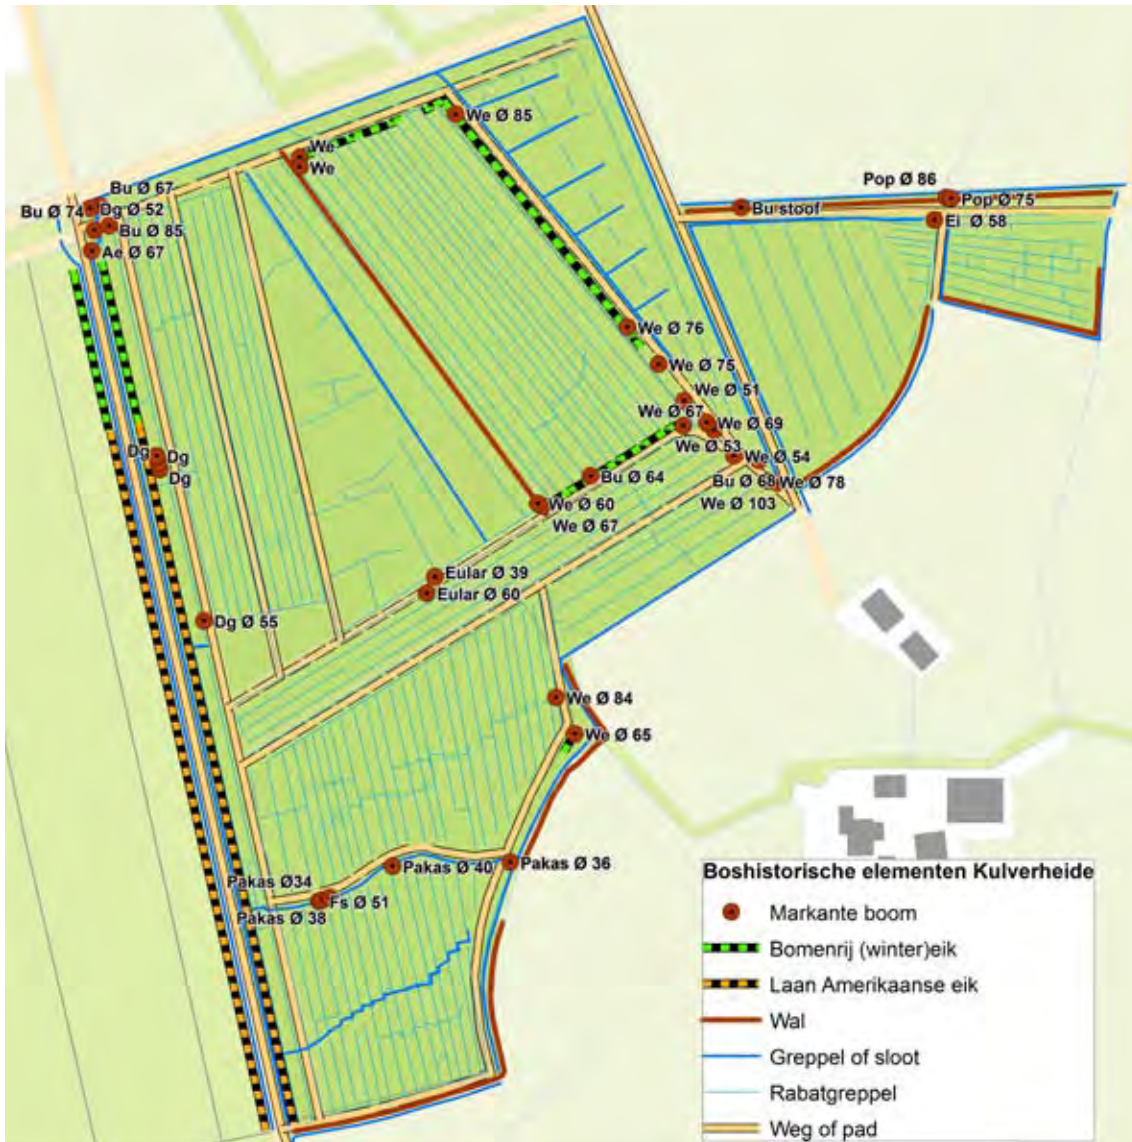 We Ø 85
We
We
Bu Ø 67
Bu Ø 74
Dg Ø 52
Bu Ø 85
Ae Ø 67
Pop Ø 86
Pop Ø 75
Bu stoof
Ei Ø 58
We Ø 76
We Ø 75
We Ø 51
We Ø 67
We Ø 69
We Ø 53
We Ø 54
Dg
Dg
Dg
Bu Ø 64
Bu Ø 68
We Ø 78
We Ø 60
We Ø 103
We Ø 67
Eular Ø 39
Eular Ø 60
Dg Ø 55
We Ø 84
We Ø 65
Pakas Ø 40
Pakas Ø 36
Pakas Ø34
Fs Ø 51
Pakas Ø 38
Boshistorische elementen Kulverheide
Markante boom
Bomenrij (winter)eik
Laan Amerikaanse eik
Wal
Greppel of sloot
Rabatgreppel
Weg of pad